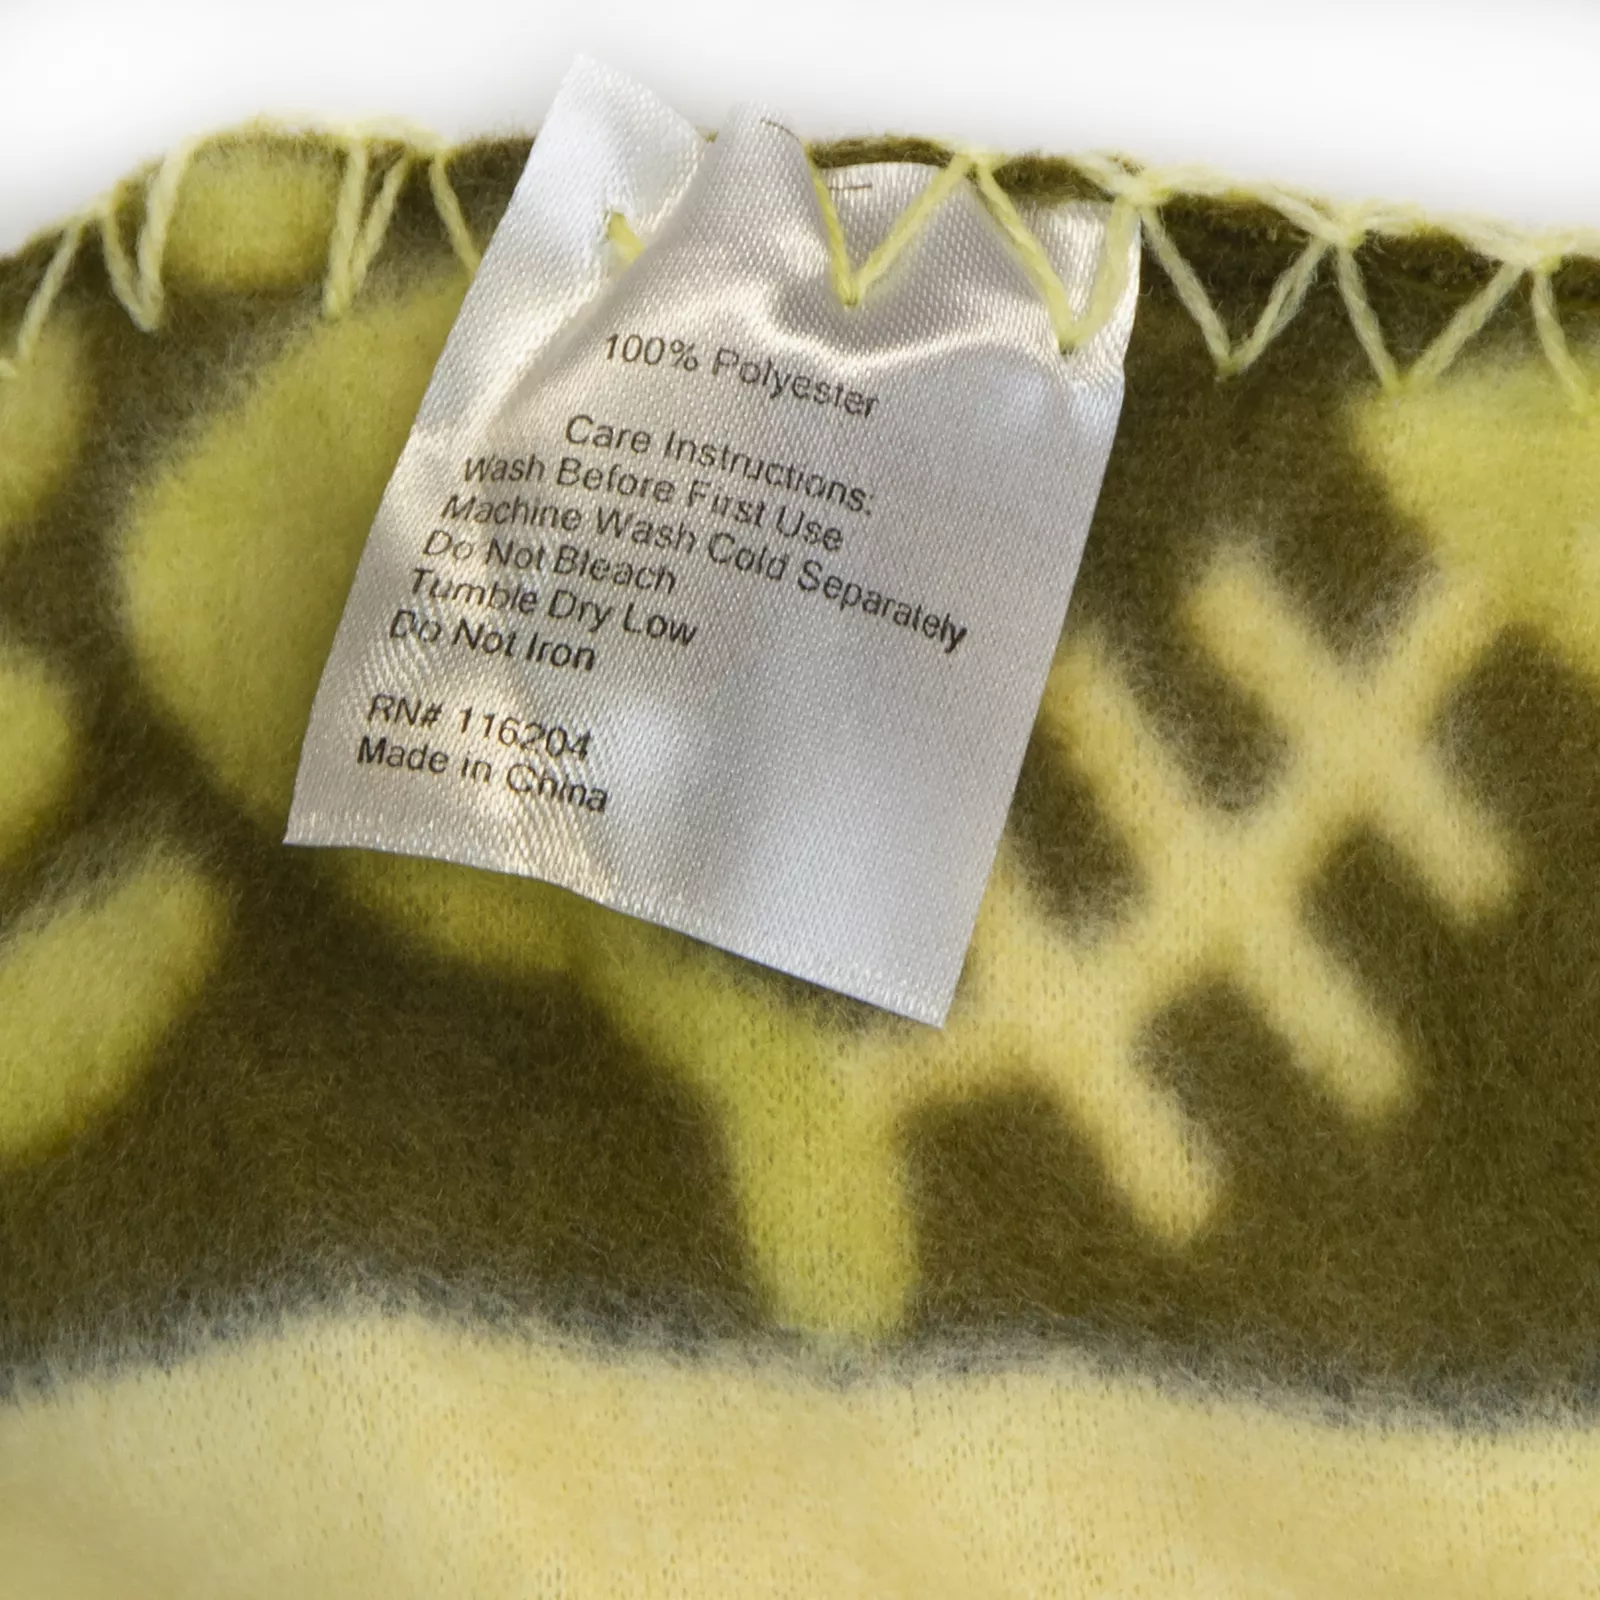 100% Polyester
Care Instructions:
Wash Before First Use
Machine Wash Cold Separately
Do Not Bleach
Tumble Dry Low
Do Not Iron
RN# 116204
Made in China